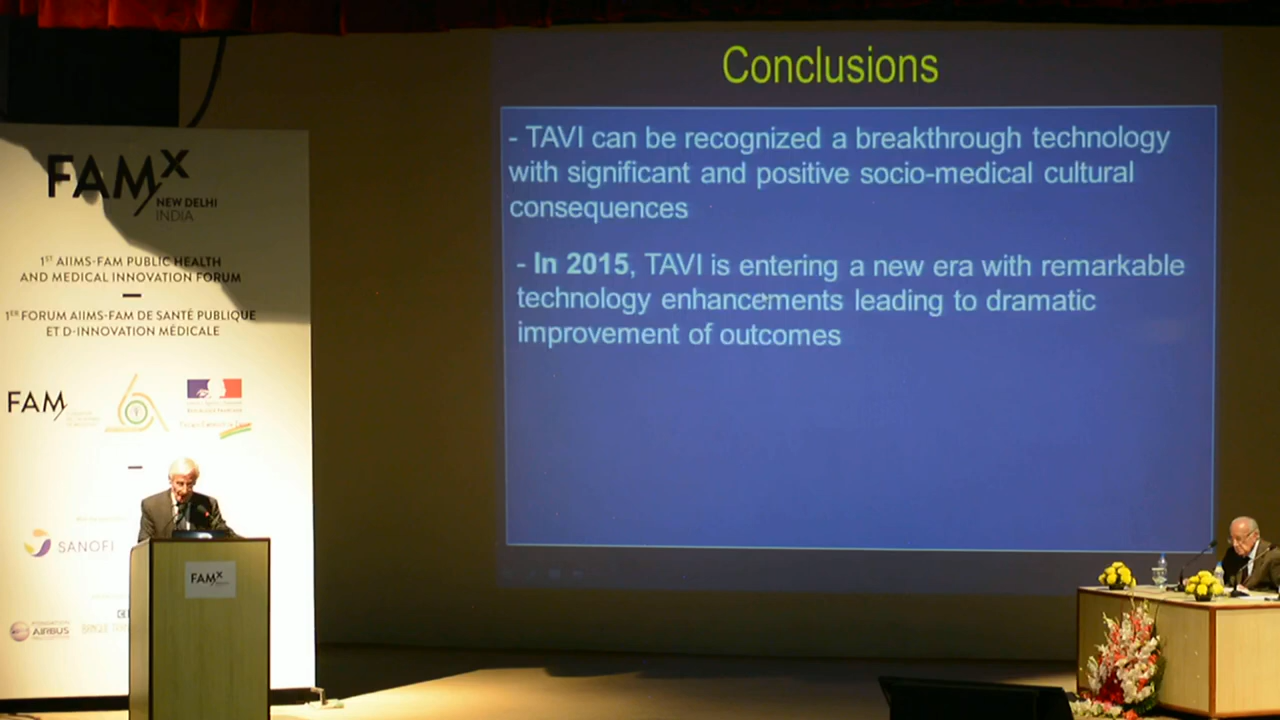 Conclusions
- TAVI can be recognized a breakthrough technology
with significant and positive socio-medical cultural
consequences
- In 2015, TAVI is entering a new era with remarkable
technology enhancements leading to dramatic
improvement of outcomes
FAMX
NEW DELHI
INDIA
1ST AIIMS-FAM PUBLIC HEALTH
AND MEDICAL INNOVATION FORUM
1ER FORUM AIIMS-FAM DE SANTÉ PUBLIQUE
ET D-INNOVATION MÉDICALE
FAM
SANOFI
AIRBUS
FAMX